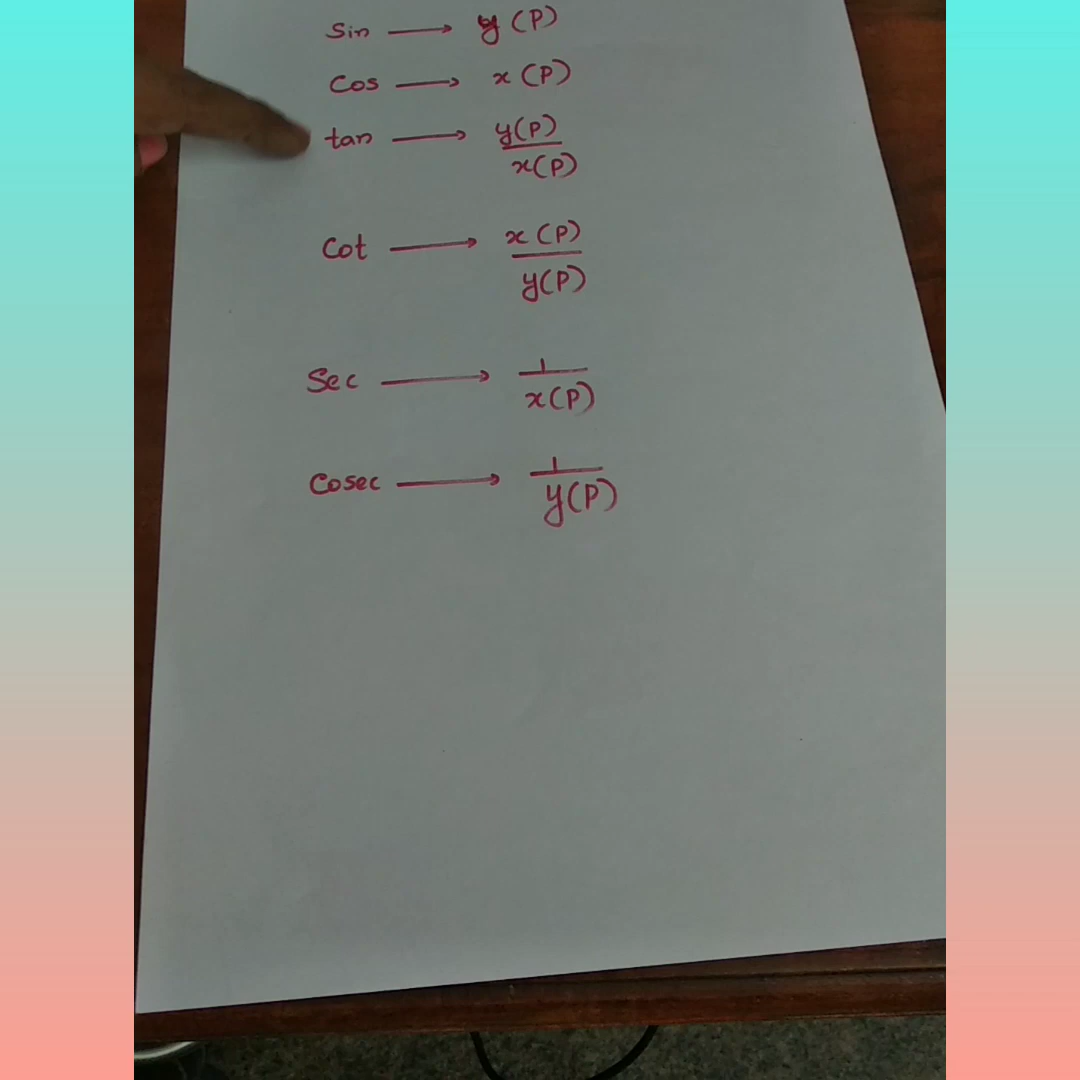 Sin → y (P)
Cos → x (P)
tan → y(P)/x(P)
Cot → x (P)/y(P)
Sec → 1/x(P)
Cosec → 1/y(P)